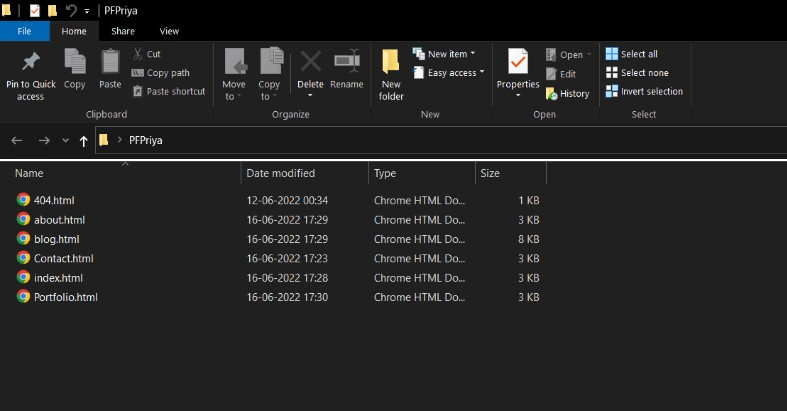 PFPriya
File Home Share View
Pin to Quick access
Copy
Paste
Cut
Copy path
Paste shortcut
Clipboard
Move to
Copy to
Delete
Rename
Organize
New folder
New item
Easy access
New
Properties
Open
Edit
History
Open
Select all
Select none
Invert selection
Select
PFPriya
Name Date modified Type Size
404.html 12-06-2022 00:34 Chrome HTML Do... 1 KB
about.html 16-06-2022 17:29 Chrome HTML Do... 3 KB
blog.html 16-06-2022 17:29 Chrome HTML Do... 8 KB
Contact.html 16-06-2022 17:23 Chrome HTML Do... 3 KB
index.html 16-06-2022 17:28 Chrome HTML Do... 3 KB
Portfolio.html 16-06-2022 17:30 Chrome HTML Do... 3 KB